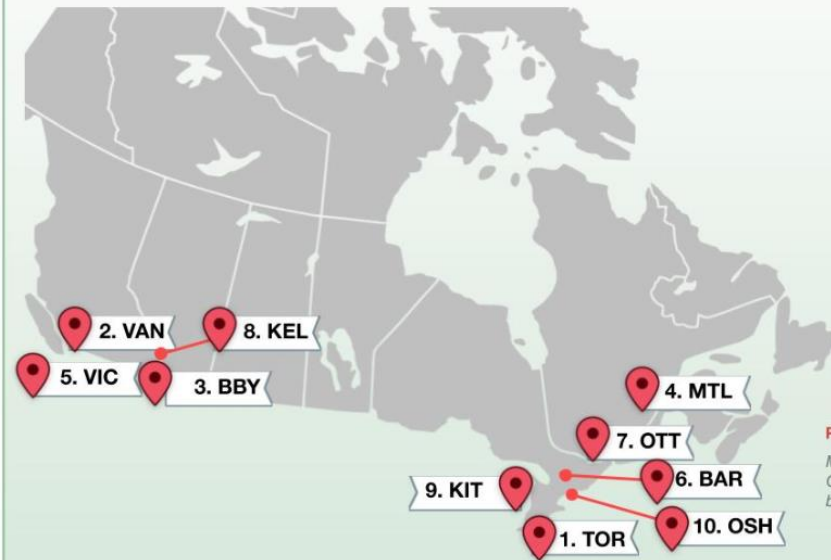 2. VAN
8. KEL
5. VIC
3. BBY
4. MTL
7. OTT
6. BAR
9. KIT
10. OSH
1. TOR